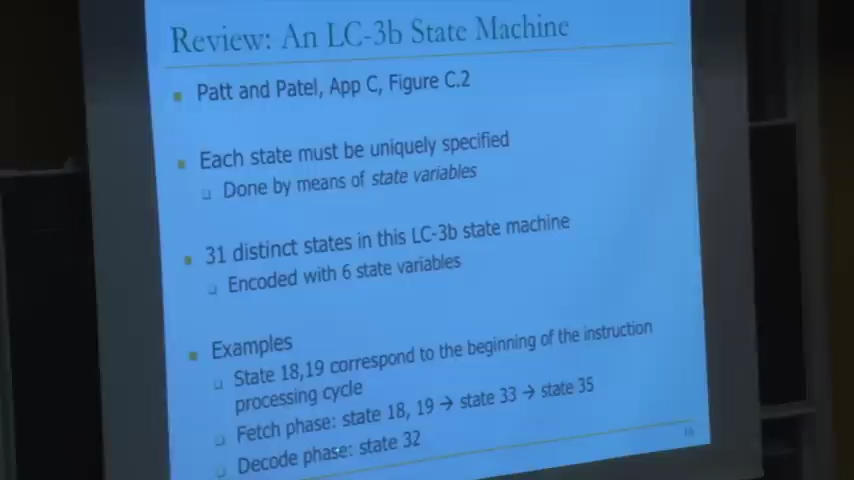 Review: An LC-3b State Machine
Patt and Patel, App C, Figure C.2
Each state must be uniquely specified
Done by means of state variables
31 distinct states in this LC-3b state machine
Encoded with 6 state variables
Examples
State 18,19 correspond to the beginning of the instruction
processing cycle
Fetch phase: state 18, 19 → state 33 → state 35
Decode phase: state 32